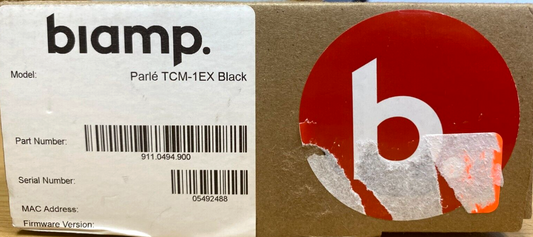 biamp.
Model: Parlé TCM-1EX Black
Part Number:
911.0494.900
Serial Number:
05492488
MAC Address:
Firmware Version:
b